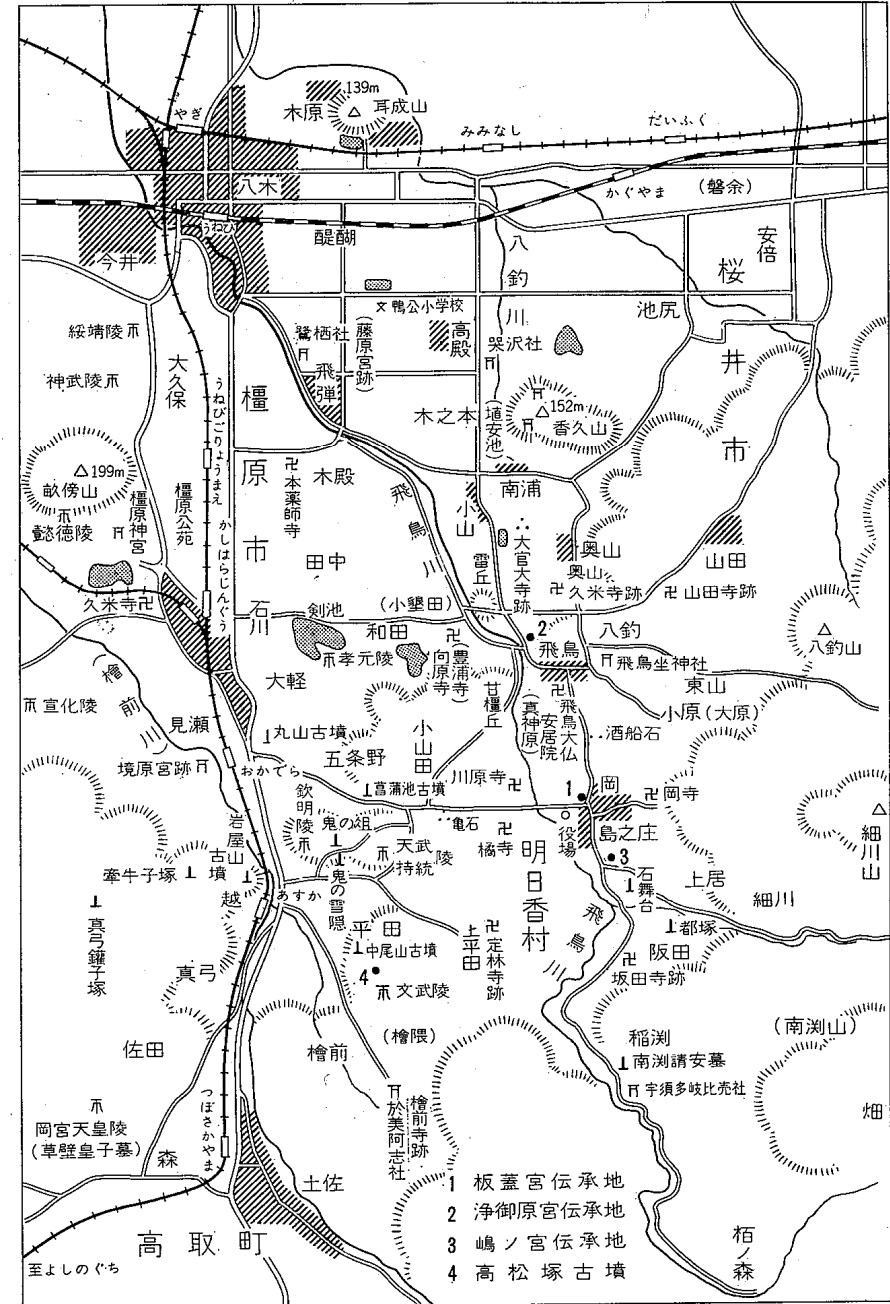 139m
木原
耳成山
やぎ
みみなし
だいふく
八木
かぐやま
(磐余)
うねび
醍醐
今井
八釣川
安倍
桜井市
池尻
文 鴨公小学校
鷺栖社
(藤原宮跡)
高殿
哭沢社
綏靖陵
神武陵
大久保
飛弾
橿原市
木之本
(埴安池)
152m
香久山
うねびごりょうまえ
199m
畝傍山
懿徳陵
橿原神宮
橿原公苑
木殿
卍本薬師寺
飛鳥川
小山
南浦
田中
雷丘
大官大寺跡
奥山
奥山久米寺跡
山田
卍山田寺跡
かしはらじんぐう
久米寺卍
石川
剣池
(小墾田)
和田
孝元陵
2
飛鳥
八釣
八釣山
飛鳥坐神社
(檜前川)
大軽
卍(豊浦寺)
向原寺
甘橿丘
(真神原)
卍飛鳥大仏
安居院
東山
小原(大原)
酒船石
宣化陵
見瀬
丸山古墳
五条野
小山田
境原宮跡
おかでら
菖蒲池古墳
川原寺卍
1
岡
卍岡寺
欽明陵
鬼の俎
亀石
卍橘寺
役場
島之庄
3
細川山
岩屋山古墳
牽牛子塚
越
天武
持統
陵
鬼の雪隠
明日香村
石舞台
上居
細川
あすか
真弓鑵子塚
平田
中尾山古墳
上平田
卍定林寺跡
飛鳥川
都塚
阪田
卍坂田寺跡
真弓
4
文武陵
佐田
檜前
(檜隈)
稲渕
(南渕山)
南渕請安墓
宇須多岐比売社
畑
つぼさかやま
岡宮天皇陵
(草壁皇子墓)
於美阿志社
檜前寺跡
森
土佐
高取町
至よしのぐち
栢ノ森
1 板蓋宮伝承地
2 浄御原宮伝承地
3 嶋ノ宮伝承地
4 高松塚古墳